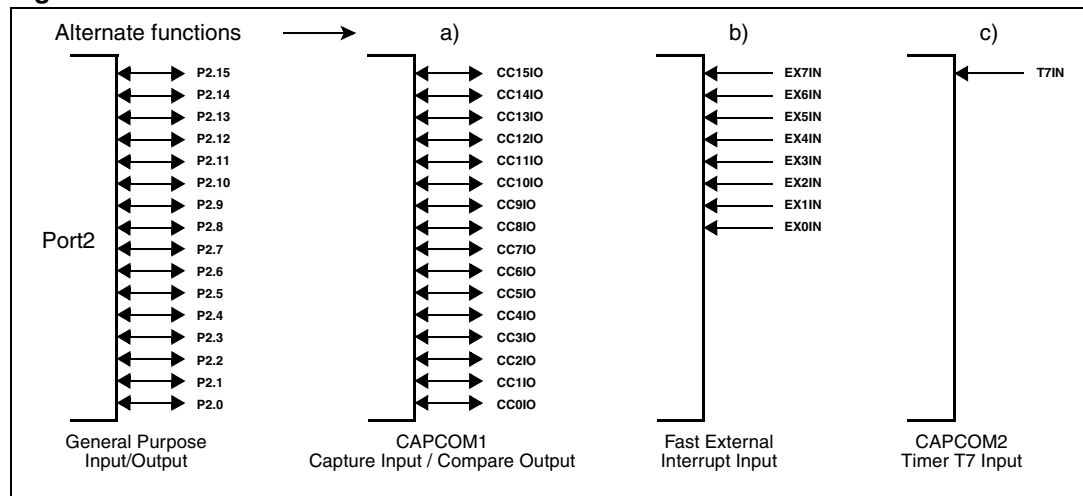 Alternate functions a) b) c)
P2.15 CC15IO EX7IN T7IN
P2.14 CC14IO EX6IN
P2.13 CC13IO EX5IN
P2.12 CC12IO EX4IN
P2.11 CC11IO EX3IN
P2.10 CC10IO EX2IN
P2.9 CC9IO EX1IN
P2.8 CC8IO EX0IN
Port2
P2.7 CC7IO
P2.6 CC6IO
P2.5 CC5IO
P2.4 CC4IO
P2.3 CC3IO
P2.2 CC2IO
P2.1 CC1IO
P2.0 CC0IO
General Purpose
Input/Output
CAPCOM1
Capture Input / Compare Output
Fast External
Interrupt Input
CAPCOM2
Timer T7 Input